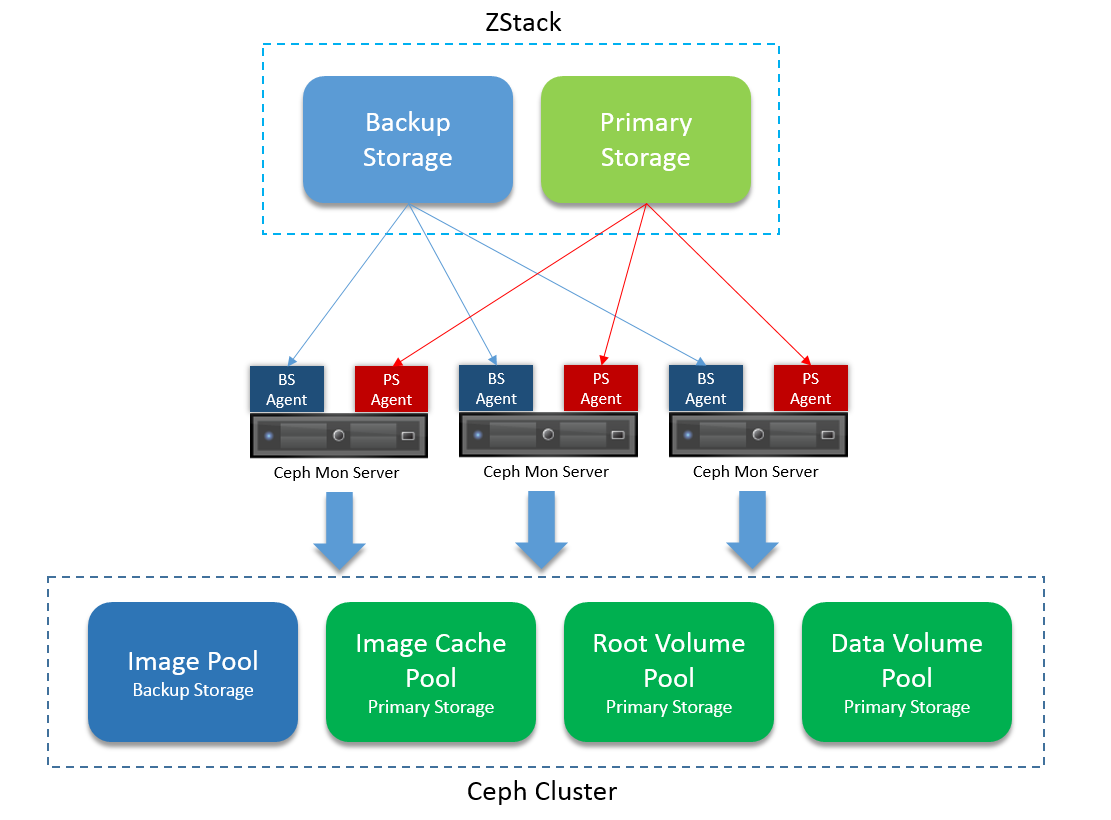 ZStack
Backup
Storage
Primary
Storage
BS
Agent
PS
Agent
BS
Agent
PS
Agent
BS
Agent
PS
Agent
Ceph Mon Server
Ceph Mon Server
Ceph Mon Server
Image Pool
Backup Storage
Image Cache
Pool
Primary Storage
Root Volume
Pool
Primary Storage
Data Volume
Pool
Primary Storage
Ceph Cluster